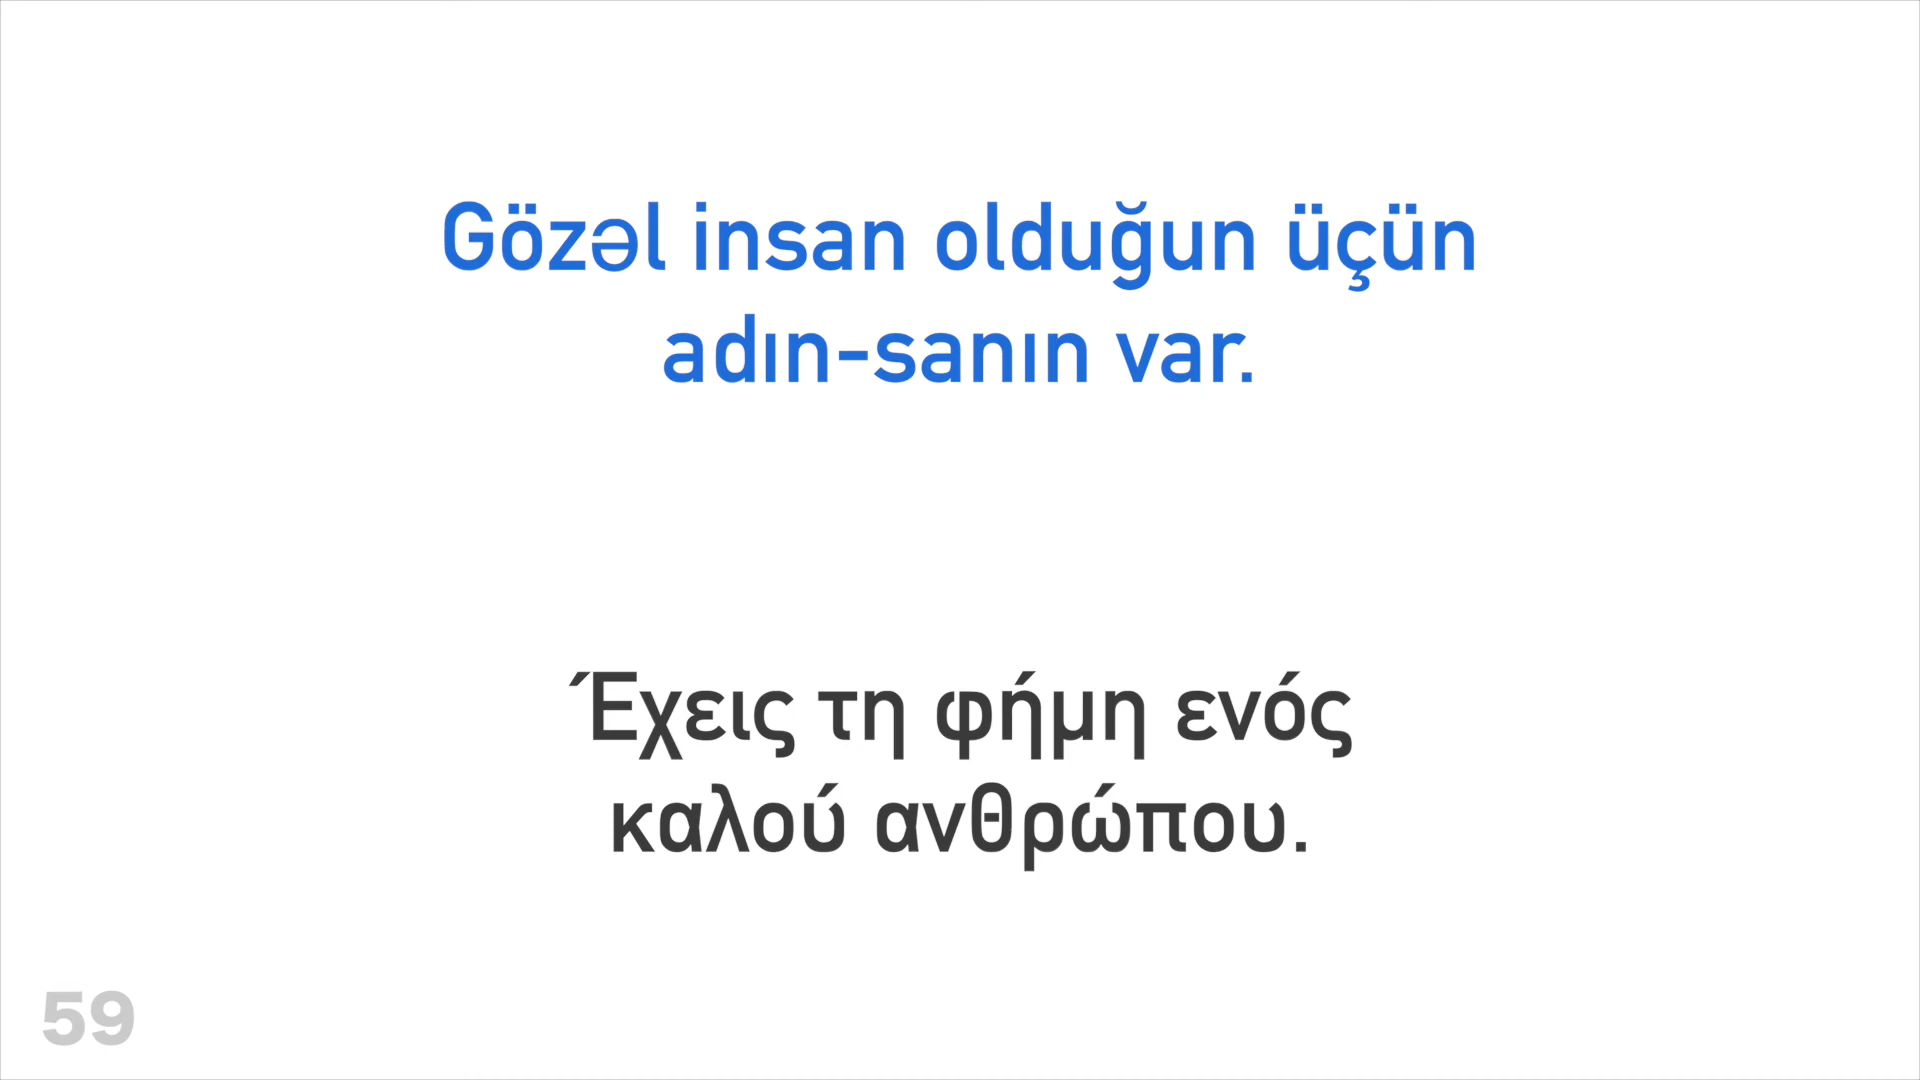 Gözəl insan olduğun üçün
adın-sanın var.
Έχεις τη φήμη ενός
καλού ανθρώπου.
59